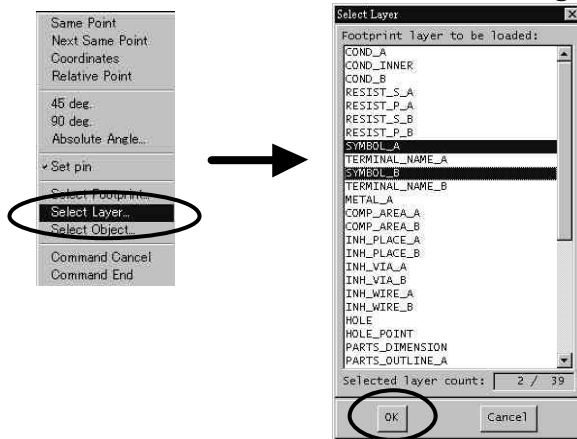 Same Point
Next Same Point
Coordinates
Relative Point
45 deg.
90 deg.
Absolute Angle...
Set pin
Select Footprint...
Select Layer...
Select Object...
Command Cancel
Command End
Select Layer
Footprint layer to be loaded:
COND_A
COND_INNER
COND_B
RESIST_S_A
RESIST_P_A
RESIST_S_B
RESIST_P_B
SYMBOL_A
TERMINAL_NAME_A
SYMBOL_B
TERMINAL_NAME_B
METAL_A
COMP_AREA_A
COMP_AREA_B
INH_PLACE_A
INH_PLACE_B
INH_VIA_A
INH_VIA_B
INH_WIRE_A
INH_WIRE_B
HOLE
HOLE_POINT
PARTS_DIMENSION
PARTS_OUTLINE_A
Selected layer count: 2 / 39
OK Cancel